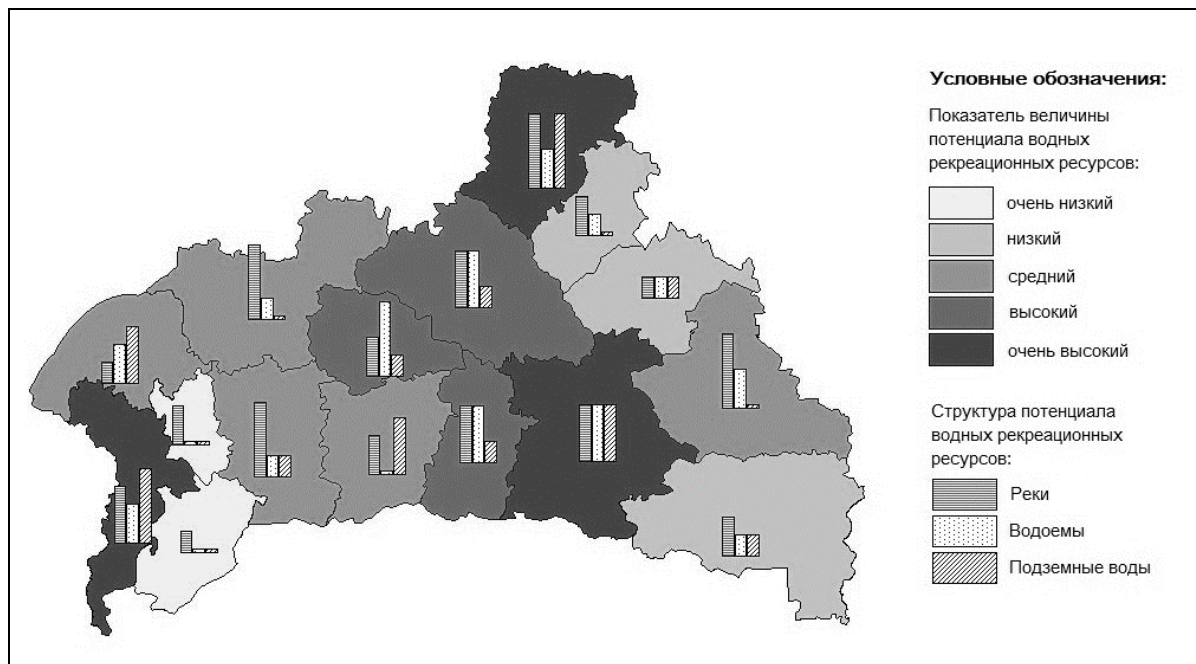 Условные обозначения:
Показатель величины
потенциала водных
рекреационных ресурсов:
очень низкий
низкий
средний
высокий
очень высокий
Структура потенциала
водных рекреационных
ресурсов:
Реки
Водоемы
Подземные воды